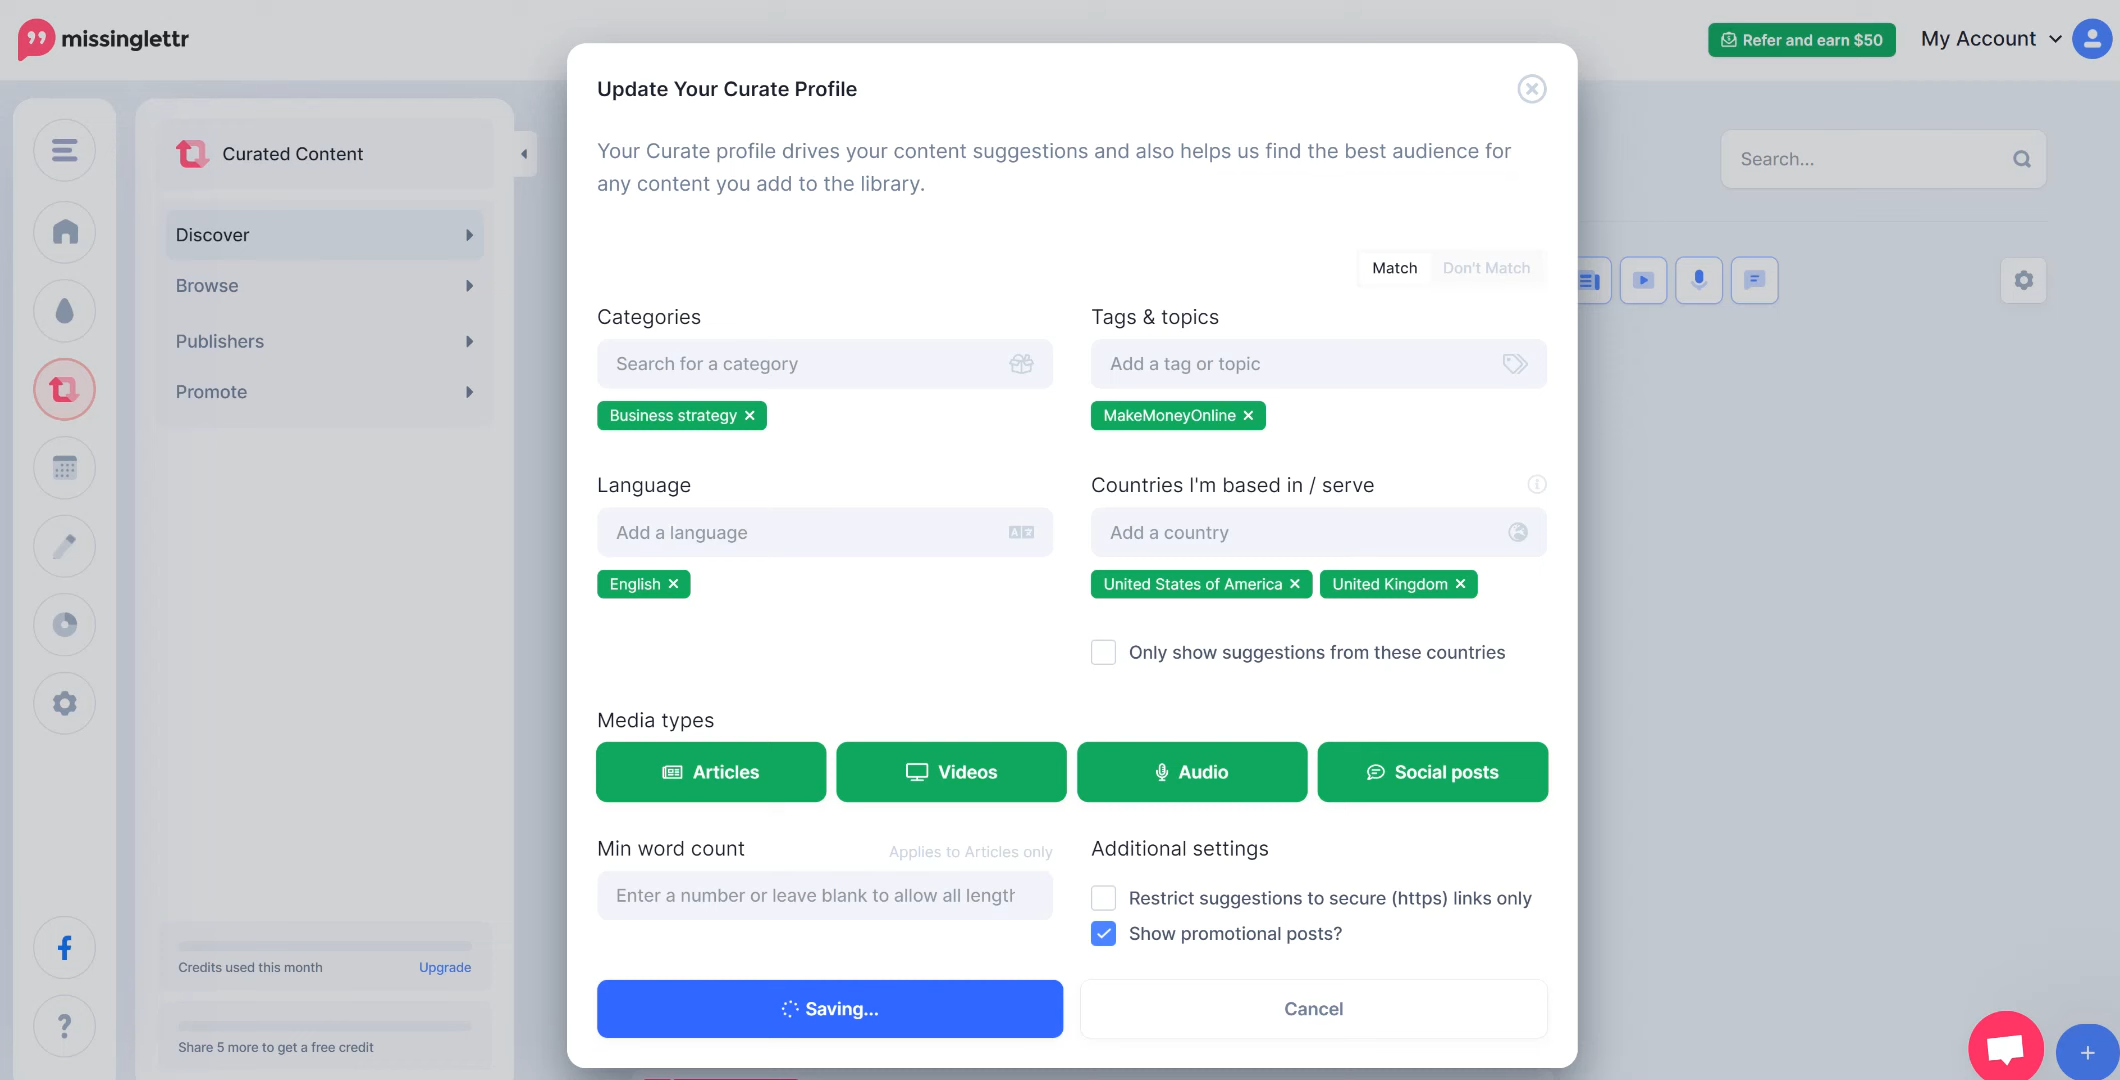 missinglettr
Refer and earn $50
My Account
Curated Content
Discover
Browse
Publishers
Promote
Credits used this month
Upgrade
Share 5 more to get a free credit
Search...
Update Your Curate Profile
Your Curate profile drives your content suggestions and also helps us find the best audience for
any content you add to the library.
Match
Don't Match
Categories
Search for a category
Business strategy
Tags & topics
Add a tag or topic
MakeMoneyOnline
Language
Add a language
English
Countries I'm based in / serve
Add a country
United States of America
United Kingdom
Only show suggestions from these countries
Media types
Articles
Videos
Audio
Social posts
Min word count
Applies to Articles only
Enter a number or leave blank to allow all lengt
Additional settings
Restrict suggestions to secure (https) links only
Show promotional posts?
Saving...
Cancel